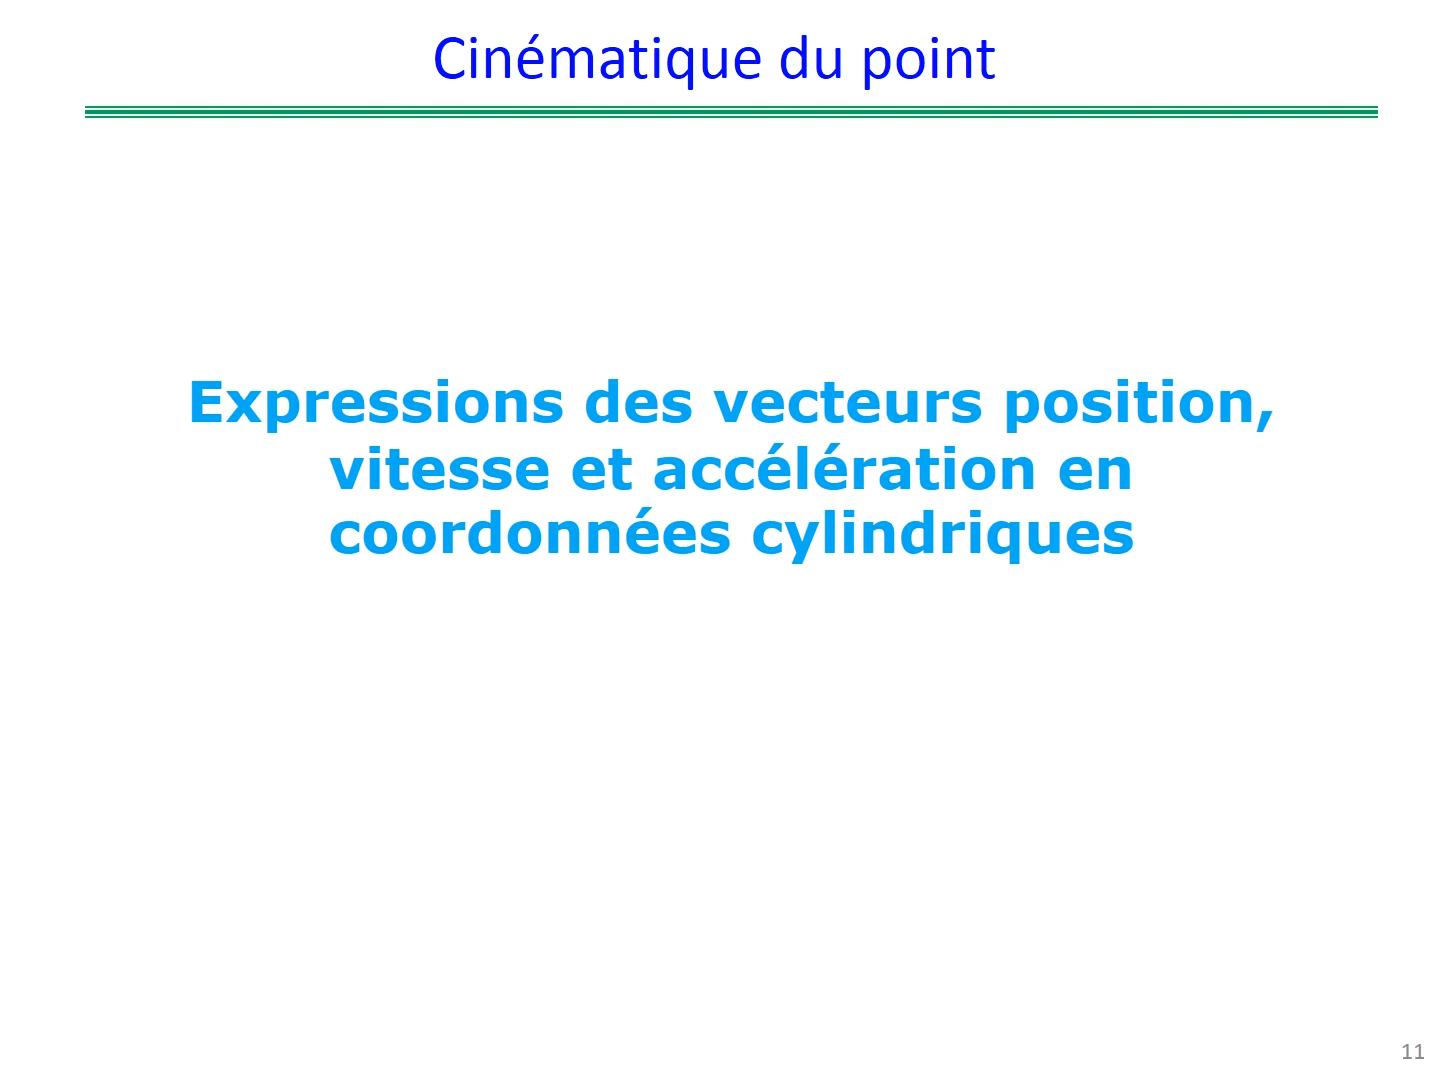 Cinématique du point
Expressions des vecteurs position,
vitesse et accélération en
coordonnées cylindriques
11